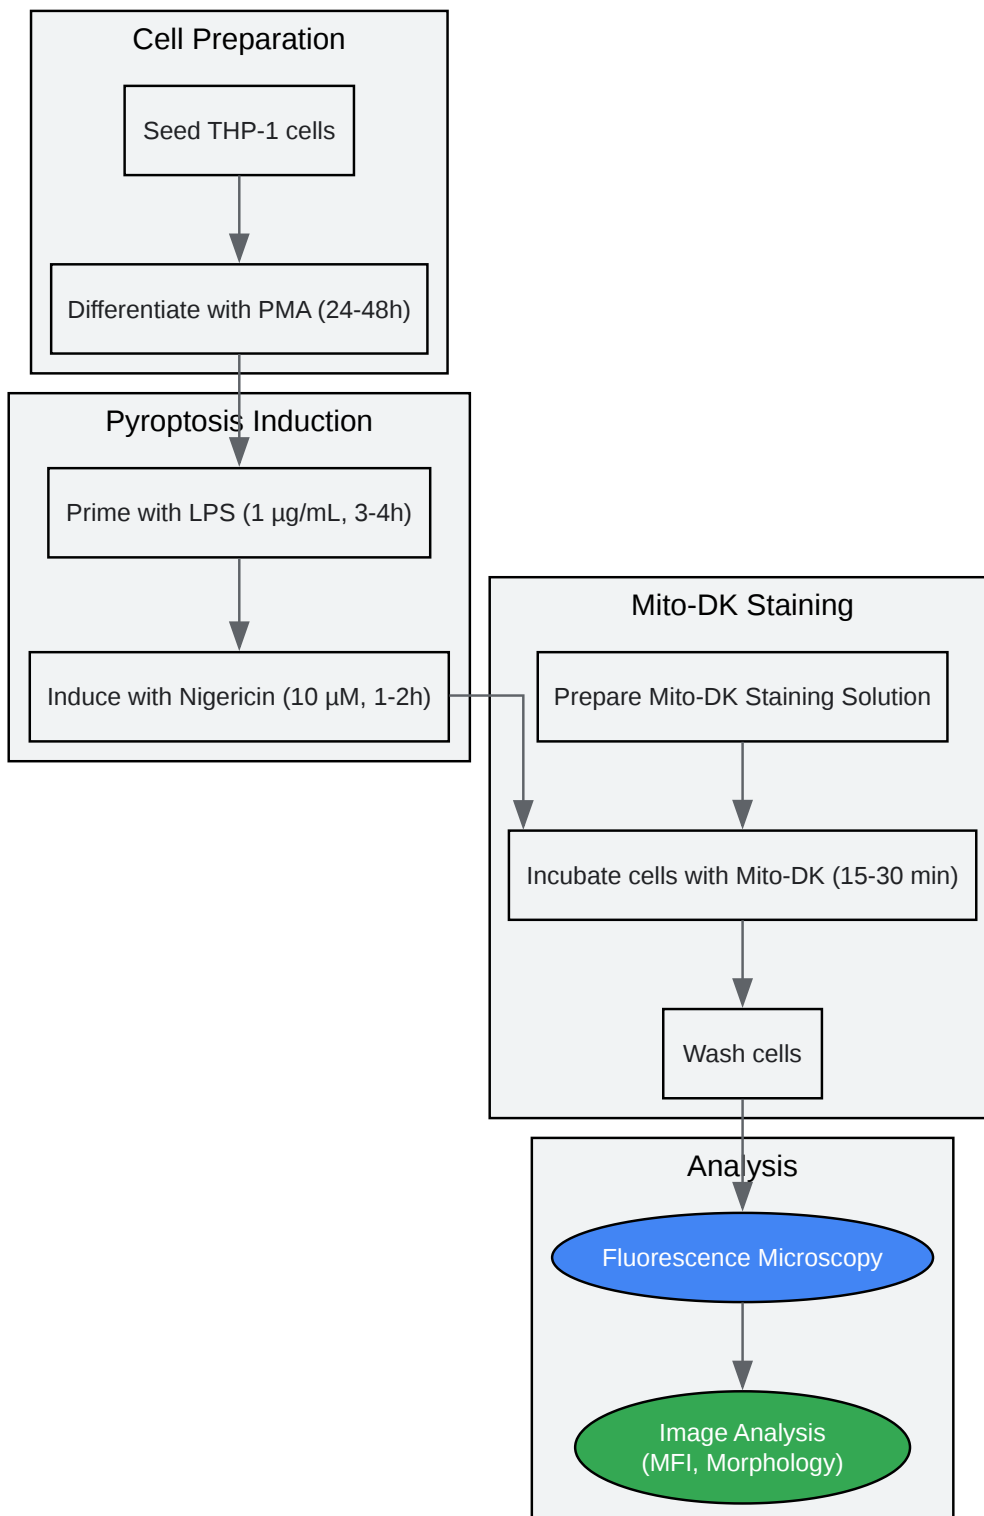 Cell Preparation
Seed THP-1 cells
Differentiate with PMA (24-48h)
Pyroptosis Induction
Prime with LPS (1 µg/mL, 3-4h)
Induce with Nigericin (10 µM, 1-2h)
Mito-DK Staining
Prepare Mito-DK Staining Solution
Incubate cells with Mito-DK (15-30 min)
Wash cells
Analysis
Fluorescence Microscopy
Image Analysis
(MFI, Morphology)